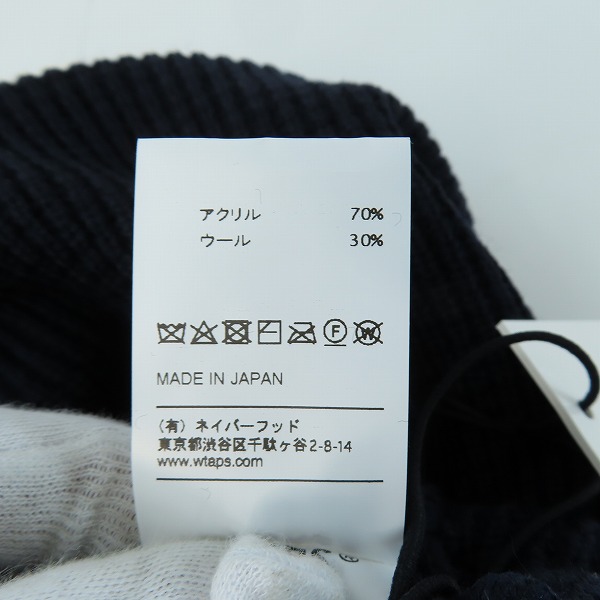 アクリル 70%
ウール 30%
F W
MADE IN JAPAN
(有) ネイバーフッド
東京都渋谷区千駄ヶ谷2-8-14
www.wtaps.com